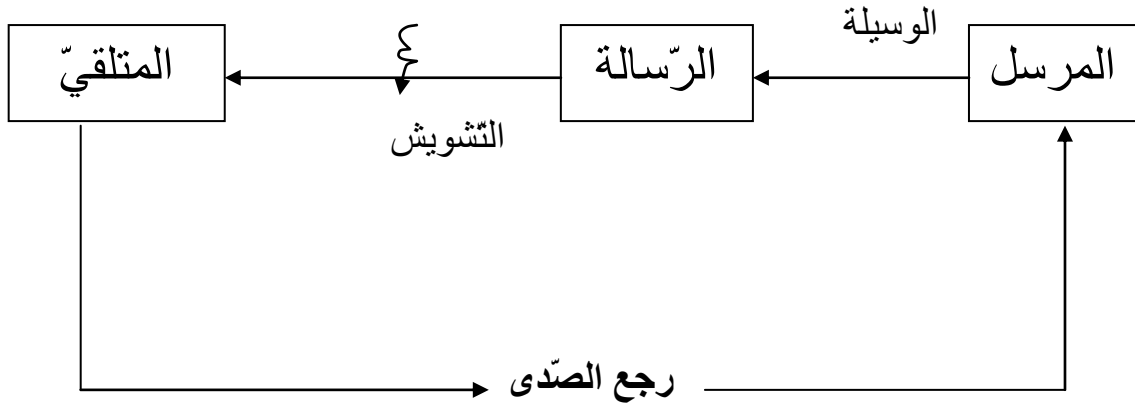 الوسيلة
المرسل
الرّسالة
المتلقيّ
التّشويش
رجع الصّدى